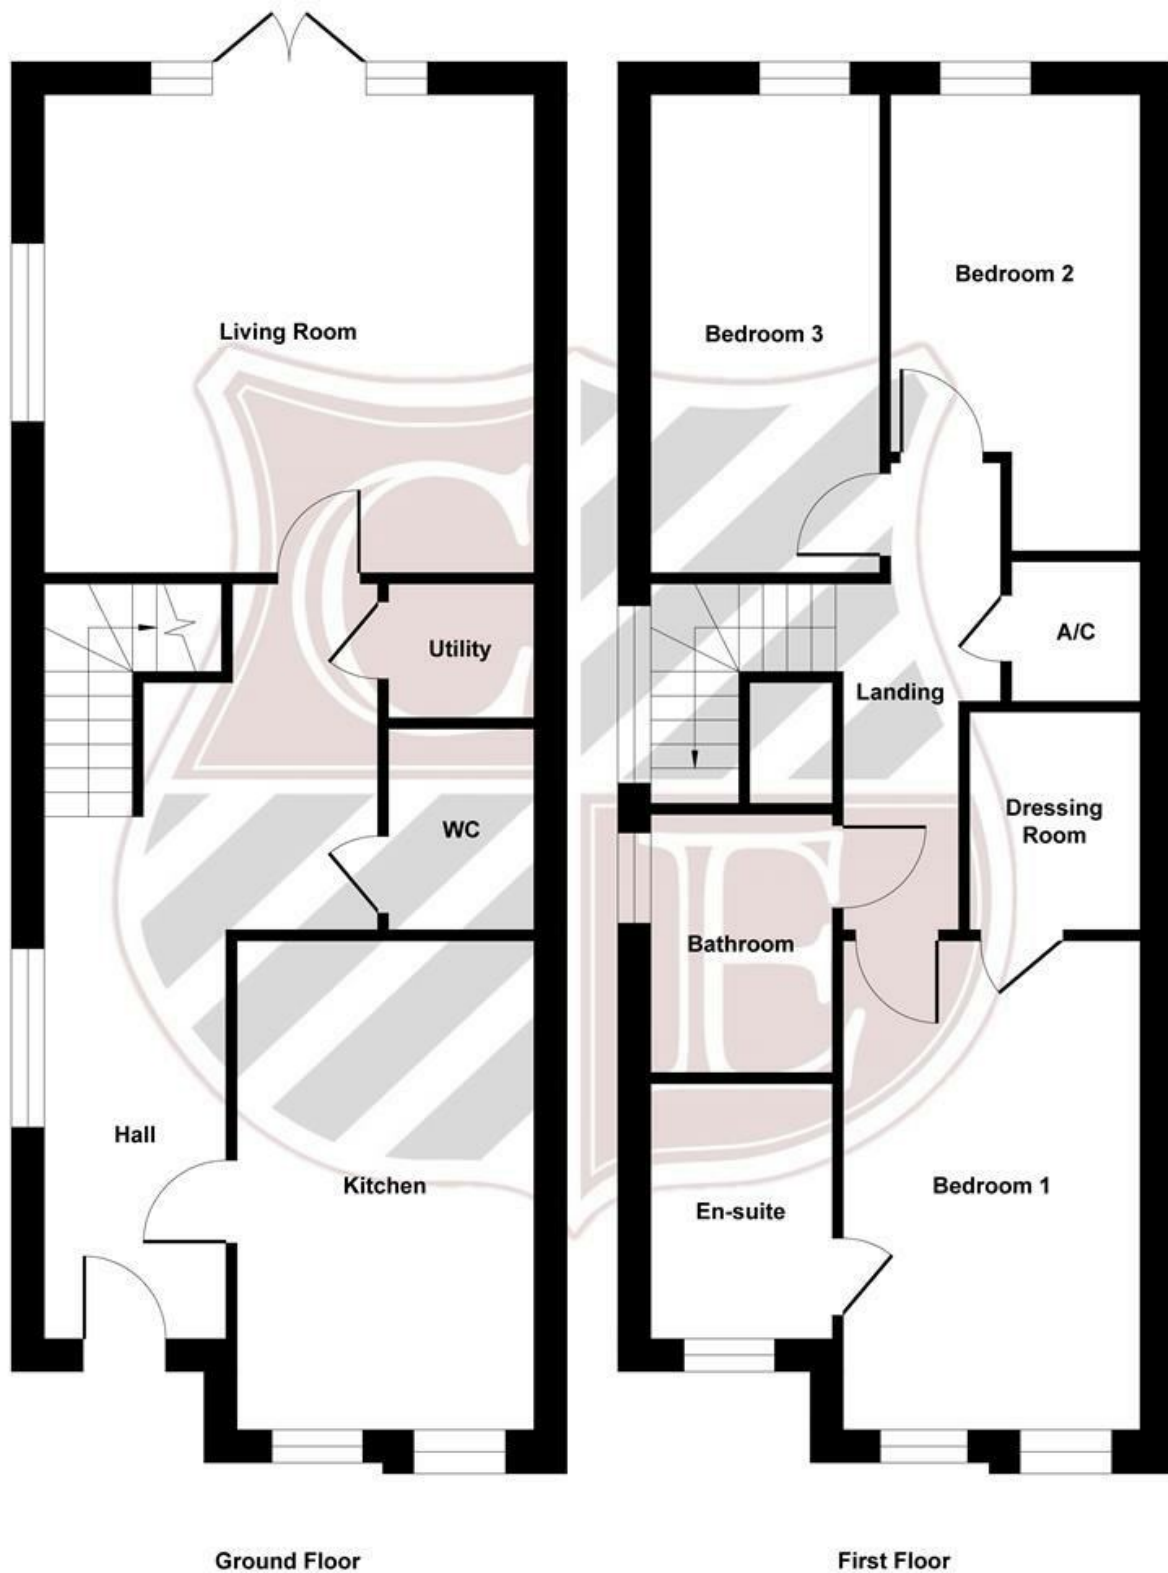 Living Room
Utility
WC
Hall
Kitchen
Ground Floor
Bedroom 3
Bedroom 2
A/C
Landing
Dressing
Room
Bathroom
En-suite
Bedroom 1
First Floor
C
E